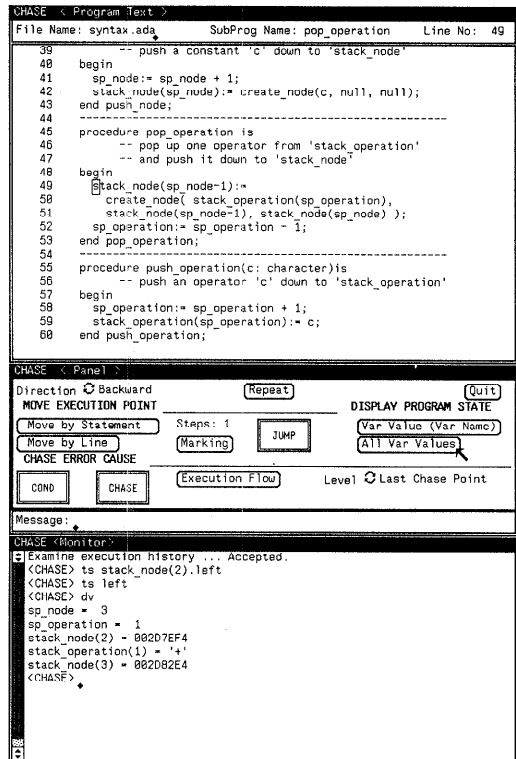 CHASE < Program Text >
File Name: syntax.ada SubProg Name: pop_operation Line No: 49
39 -- push a constant 'c' down to 'stack_node'
40 begin
41 sp_node:= sp_node + 1;
42 stack_node(sp_node):= create_node(c, null, null);
43 end push_node;
44 --------------------------------------------------
45 procedure pop_operation is
46 -- pop up one operator from 'stack_operation'
47 -- and push it down to 'stack_node'
48 begin
49 stack_node(sp_node-1):=
50 create_node( stack_operation(sp_operation),
51 stack_node(sp_node-1), stack_node(sp_node) );
52 sp_operation:= sp_operation - 1;
53 end pop_operation;
54 --------------------------------------------------
55 procedure push_operation(c: character)is
56 -- push an operator 'c' down to 'stack_operation'
57 begin
58 sp_operation:= sp_operation + 1;
59 stack_operation(sp_operation):= c;
60 end push_operation;
CHASE < Panel >
Direction Backward Repeat Quit
MOVE EXECUTION POINT DISPLAY PROGRAM STATE
Move by Statement Steps: 1 JUMP Var Value (Var Name)
Move by Line Marking All Var Values
CHASE ERROR CAUSE
COND CHASE Execution Flow Level Last Chase Point
Message:
CHASE <Monitor>
Examine execution history ... Accepted.
<CHASE> ts stack_node(2).left
<CHASE> ts left
<CHASE> dv
sp_node = 3
sp_operation = 1
stack_node(2) = 002D7EF4
stack_operation(1) = '+'
stack_node(3) = 002D82E4
<CHASE>